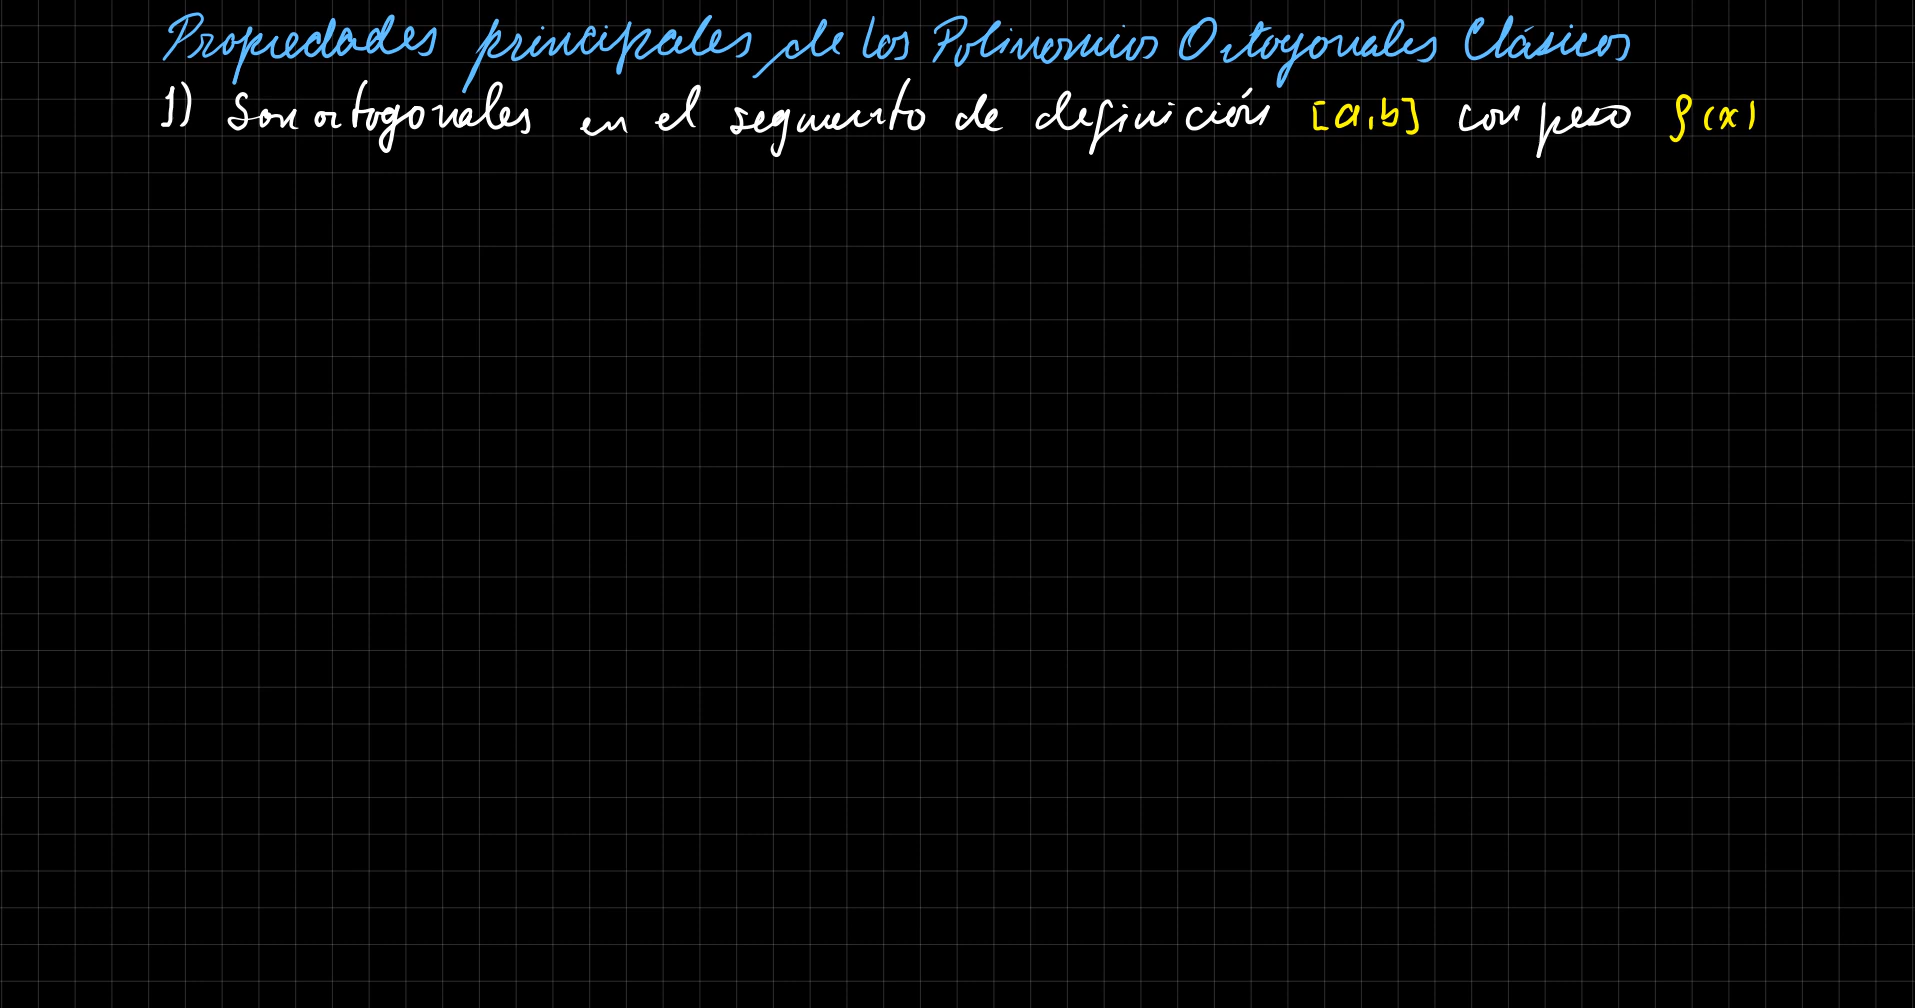 Propiedades principales de los Polinomios Ortogonales Clásicos
1) Son ortogonales en el segmento de definición [a,b] con peso ρ(x)